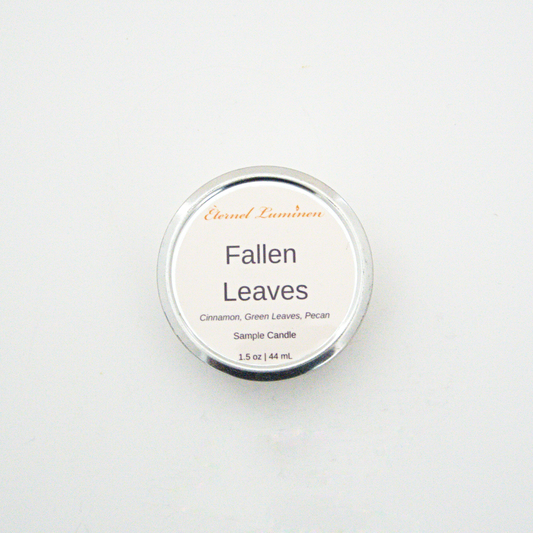 Éternel Luminen
Fallen
Leaves
Cinnamon, Green Leaves, Pecan
Sample Candle
1.5 oz | 44 mL